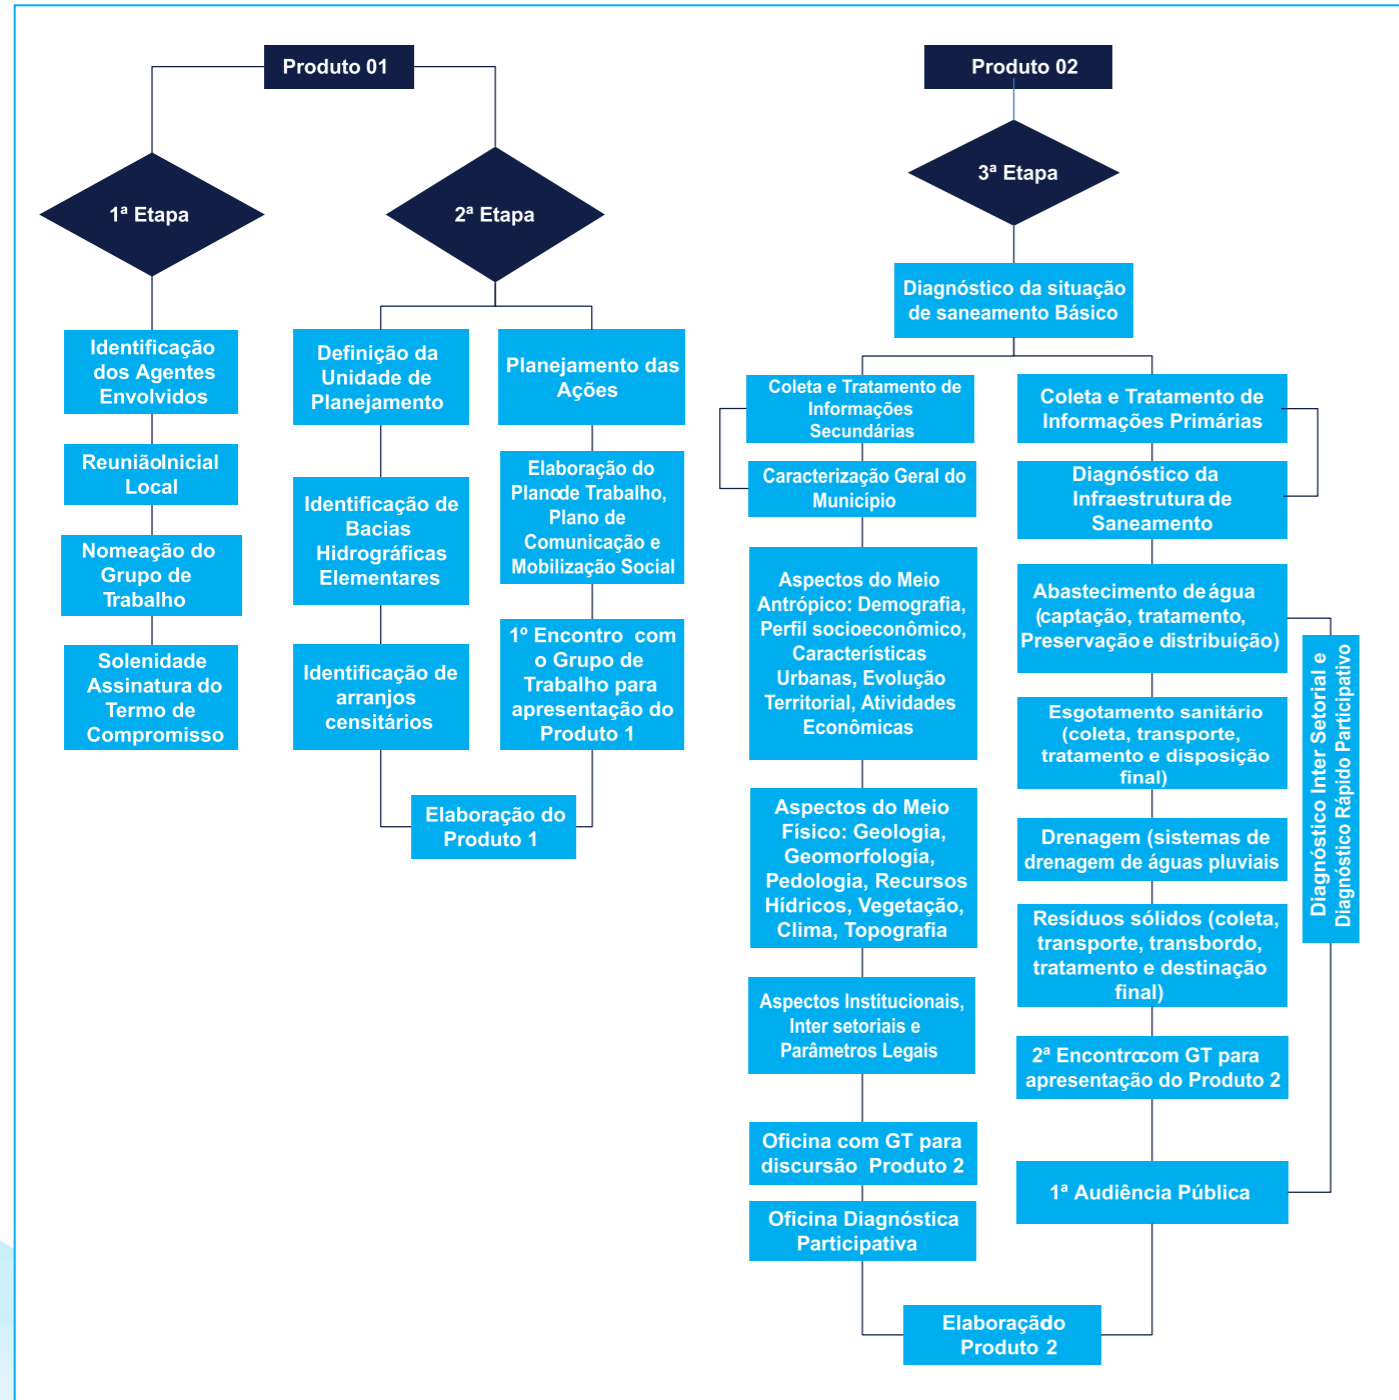 Produto 01
1ª Etapa
2ª Etapa
Identificação
dos Agentes
Envolvidos
ReuniãoInicial
Local
Nomeação do
Grupo de
Trabalho
Solenidade
Assinatura do
Termo de
Compromisso
Definição da
Unidade de
Planejamento
Identificação de
Bacias
Hidrográficas
Elementares
Identificação de
arranjos
censitários
Planejamento das
Ações
Elaboração do
Planode Trabalho,
Plano de
Comunicação e
Mobilização Social
1º Encontro com
o Grupo de
Trabalho para
apresentação do
Produto 1
Elaboração do
Produto 1
Produto 02
3ª Etapa
Diagnóstico da situação
de saneamento Básico
Coleta e Tratamento de
Informações
Secundárias
Caracterização Geral do
Município
Aspectos do Meio
Antrópico: Demografia,
Perfil socioeconômico,
Características
Urbanas, Evolução
Territorial, Atividades
Econômicas
Aspectos do Meio
Físico: Geologia,
Geomorfologia,
Pedologia, Recursos
Hídricos, Vegetação,
Clima, Topografia
Aspectos Institucionais,
Inter setoriais e
Parâmetros Legais
Oficina com GT para
discursão Produto 2
Oficina Diagnóstica
Participativa
Coleta e Tratamento de
Informações Primárias
Diagnóstico da
Infraestrutura de
Saneamento
Abastecimento de água
(captação, tratamento,
Preservação e distribuição)
Esgotamento sanitário
(coleta, transporte,
tratamento e disposição
final)
Drenagem (sistemas de
drenagem de águas pluviais
Resíduos sólidos (coleta,
transporte, transbordo,
tratamento e destinação
final)
2ª Encontrocom GT para
apresentação do Produto 2
1ª Audiência Pública
Diagnóstico Inter Setorial e
Diagnóstico Rápido Participativo
Elaboraçãdo
Produto 2